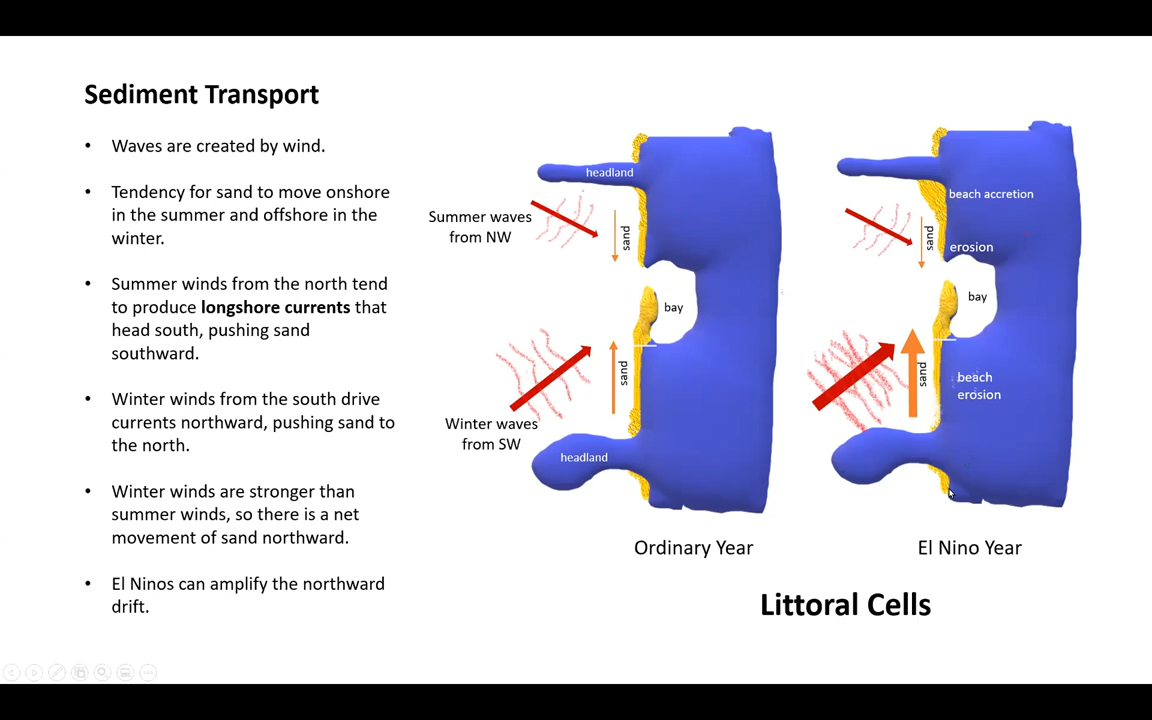 Sediment Transport
• Waves are created by wind.
• Tendency for sand to move onshore
in the summer and offshore in the
winter.
• Summer winds from the north tend
to produce longshore currents that
head south, pushing sand
southward.
• Winter winds from the south drive
currents northward, pushing sand to
the north.
• Winter winds are stronger than
summer winds, so there is a net
movement of sand northward.
• El Ninos can amplify the northward
drift.
headland
Summer waves
from NW
sand
bay
sand
Winter waves
from SW
headland
Ordinary Year
beach accretion
sand
erosion
bay
sand
beach
erosion
El Nino Year
Littoral Cells